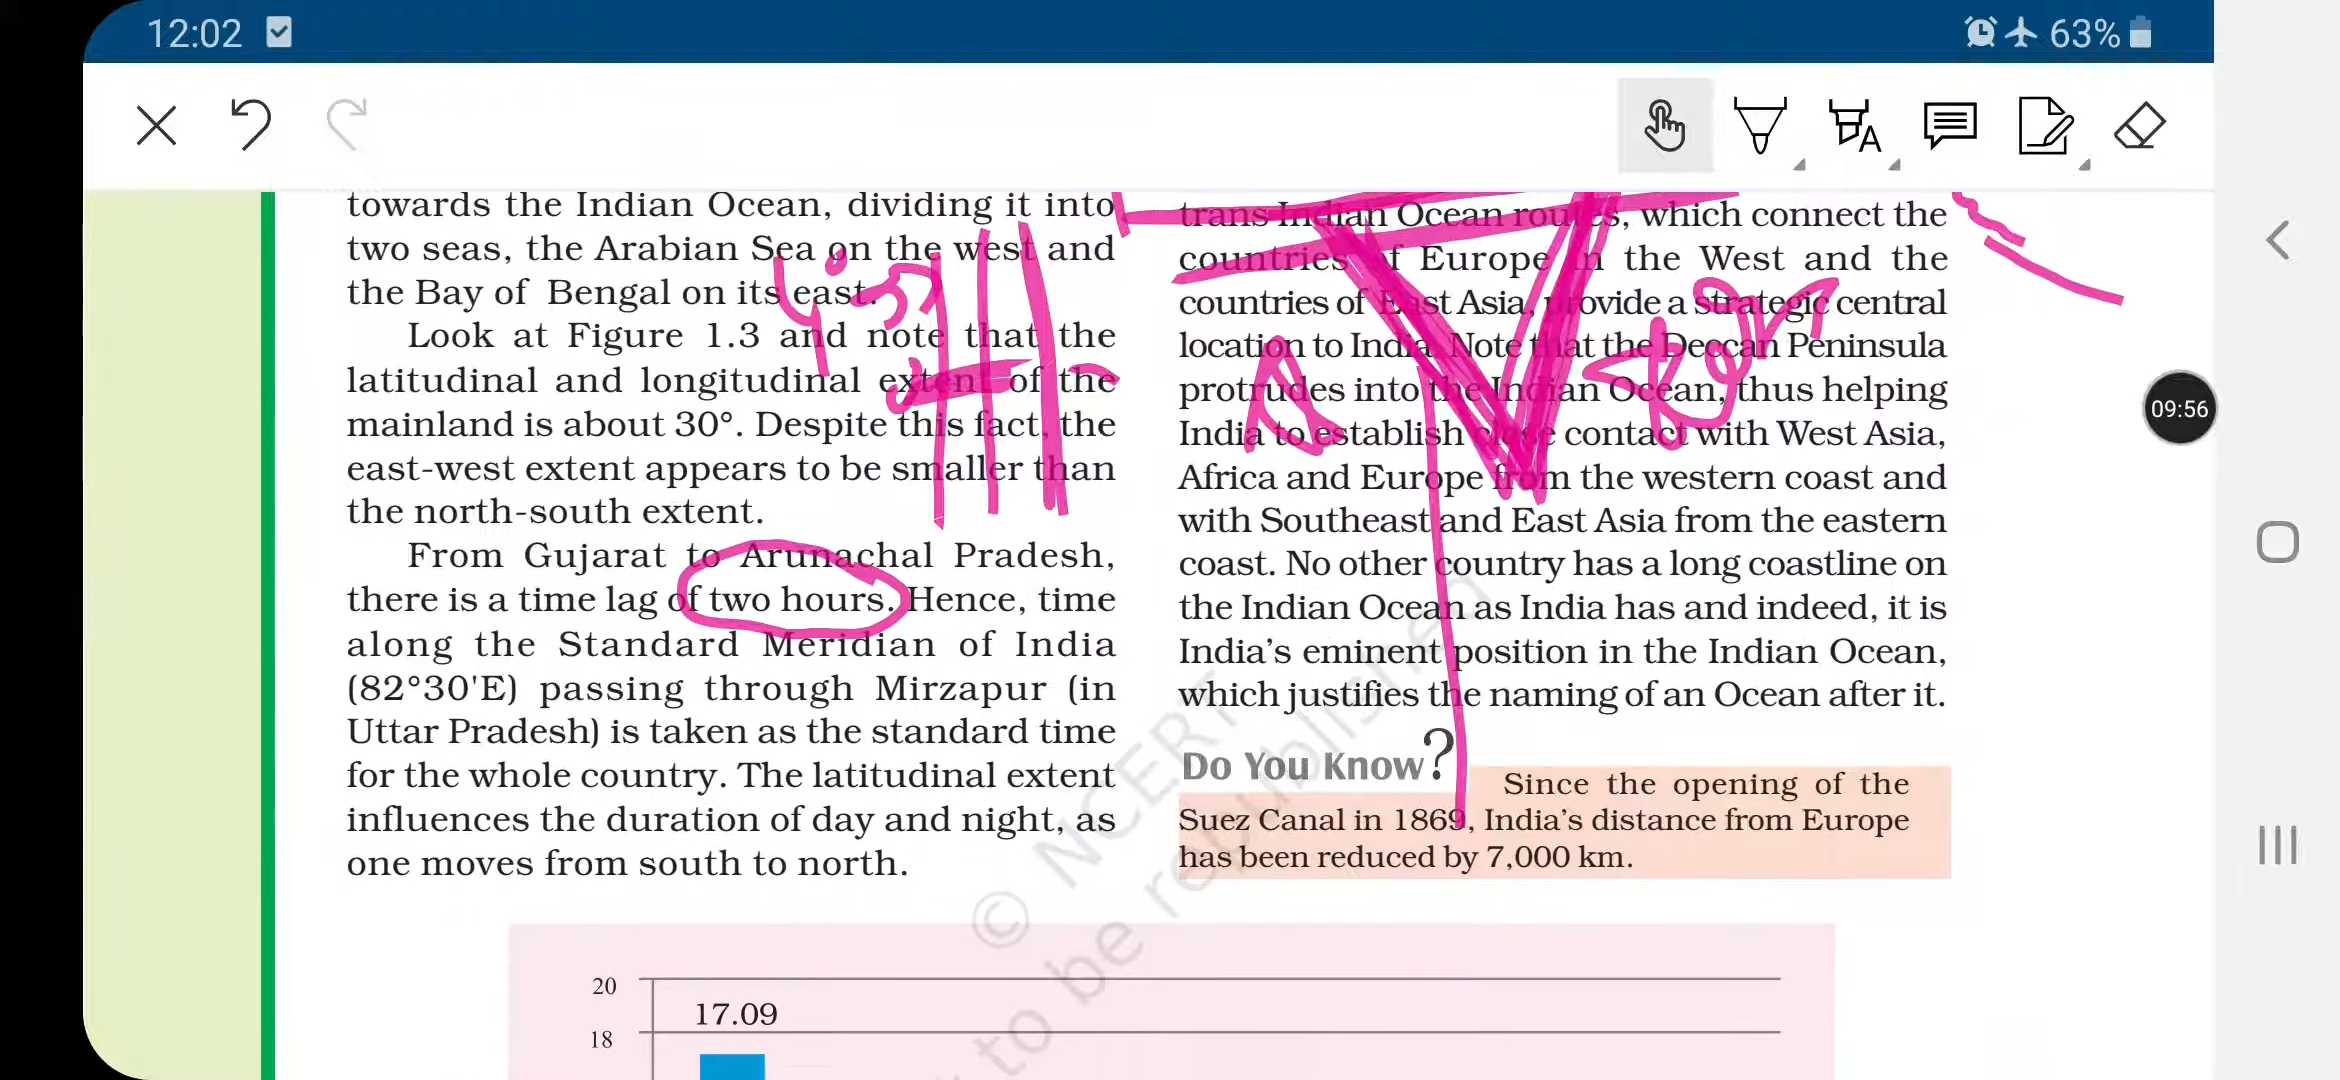 12:02
63%
towards the Indian Ocean, dividing it into
two seas, the Arabian Sea on the west and
the Bay of Bengal on its east.
Look at Figure 1.3 and note that the
latitudinal and longitudinal extent of the
mainland is about 30°. Despite this fact, the
east-west extent appears to be smaller than
the north-south extent.
From Gujarat to Arunachal Pradesh,
there is a time lag of two hours. Hence, time
along the Standard Meridian of India
(82°30'E) passing through Mirzapur (in
Uttar Pradesh) is taken as the standard time
for the whole country. The latitudinal extent
influences the duration of day and night, as
one moves from south to north.
trans Indian Ocean routes, which connect the
countries of Europe in the West and the
countries of East Asia, provide a strategic central
location to India. Note that the Deccan Peninsula
protrudes into the Indian Ocean, thus helping
India to establish close contact with West Asia,
Africa and Europe from the western coast and
with Southeast and East Asia from the eastern
coast. No other country has a long coastline on
the Indian Ocean as India has and indeed, it is
India's eminent position in the Indian Ocean,
which justifies the naming of an Ocean after it.
Do You Know?
Since the opening of the
Suez Canal in 1869, India's distance from Europe
has been reduced by 7,000 km.
09:56
© NCERT
to be republished
20
17.09
18